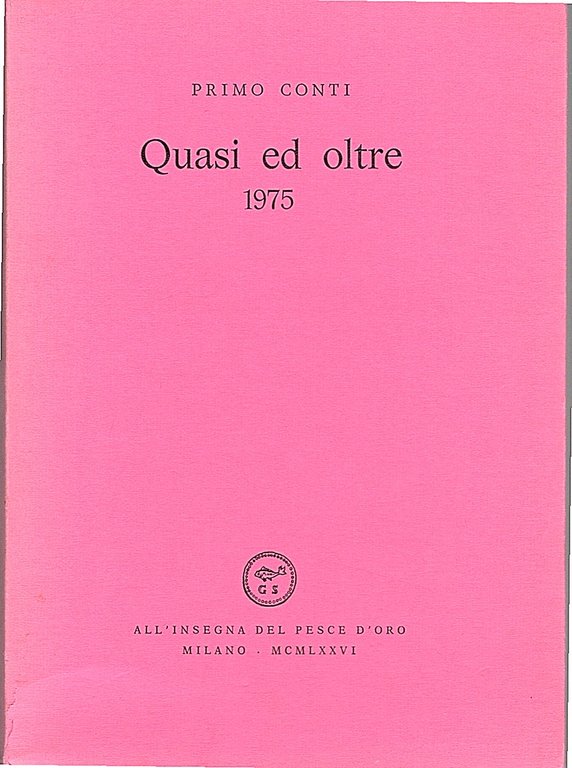 PRIMO CONTI
Quasi ed oltre
1975
G S
ALL'INSEGNA DEL PESCE D'ORO
MILANO . MCMLXXVI